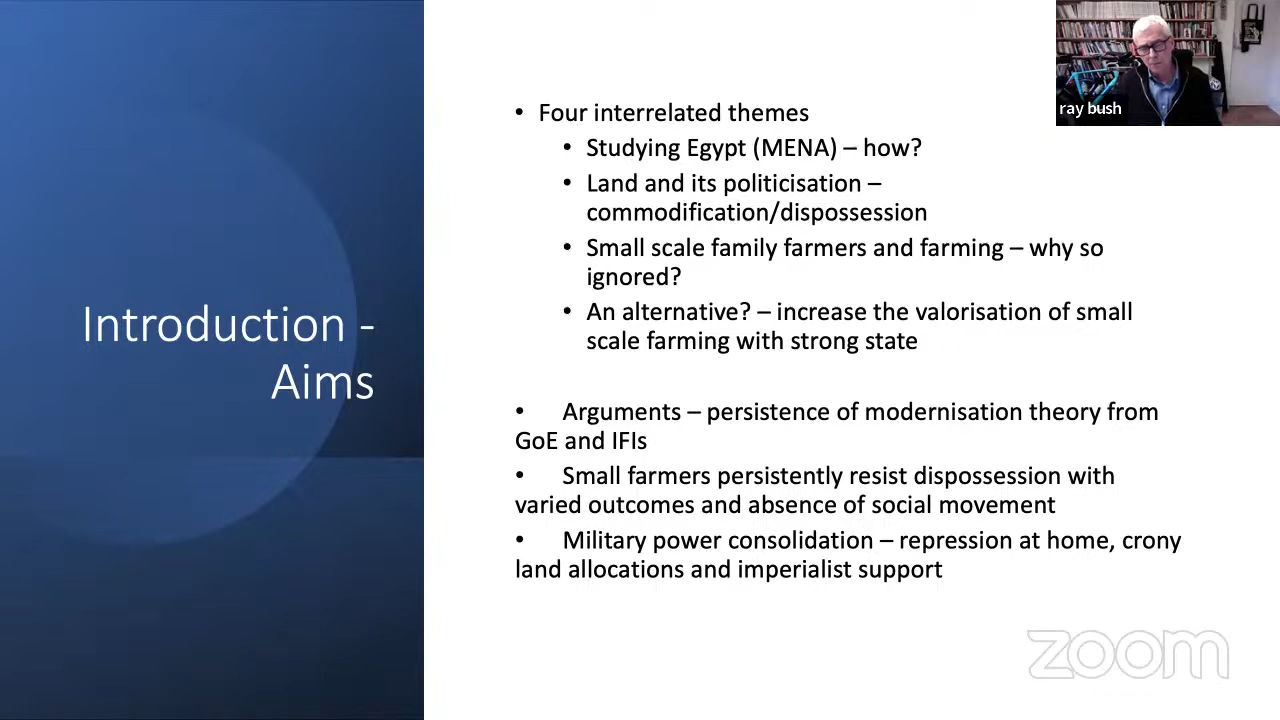 Introduction -
Aims
• Four interrelated themes
• Studying Egypt (MENA) – how?
• Land and its politicisation –
commodification/dispossession
• Small scale family farmers and farming – why so
ignored?
• An alternative? – increase the valorisation of small
scale farming with strong state
• Arguments – persistence of modernisation theory from
GoE and IFIs
• Small farmers persistently resist dispossession with
varied outcomes and absence of social movement
• Military power consolidation – repression at home, crony
land allocations and imperialist support
ray bush
zoom